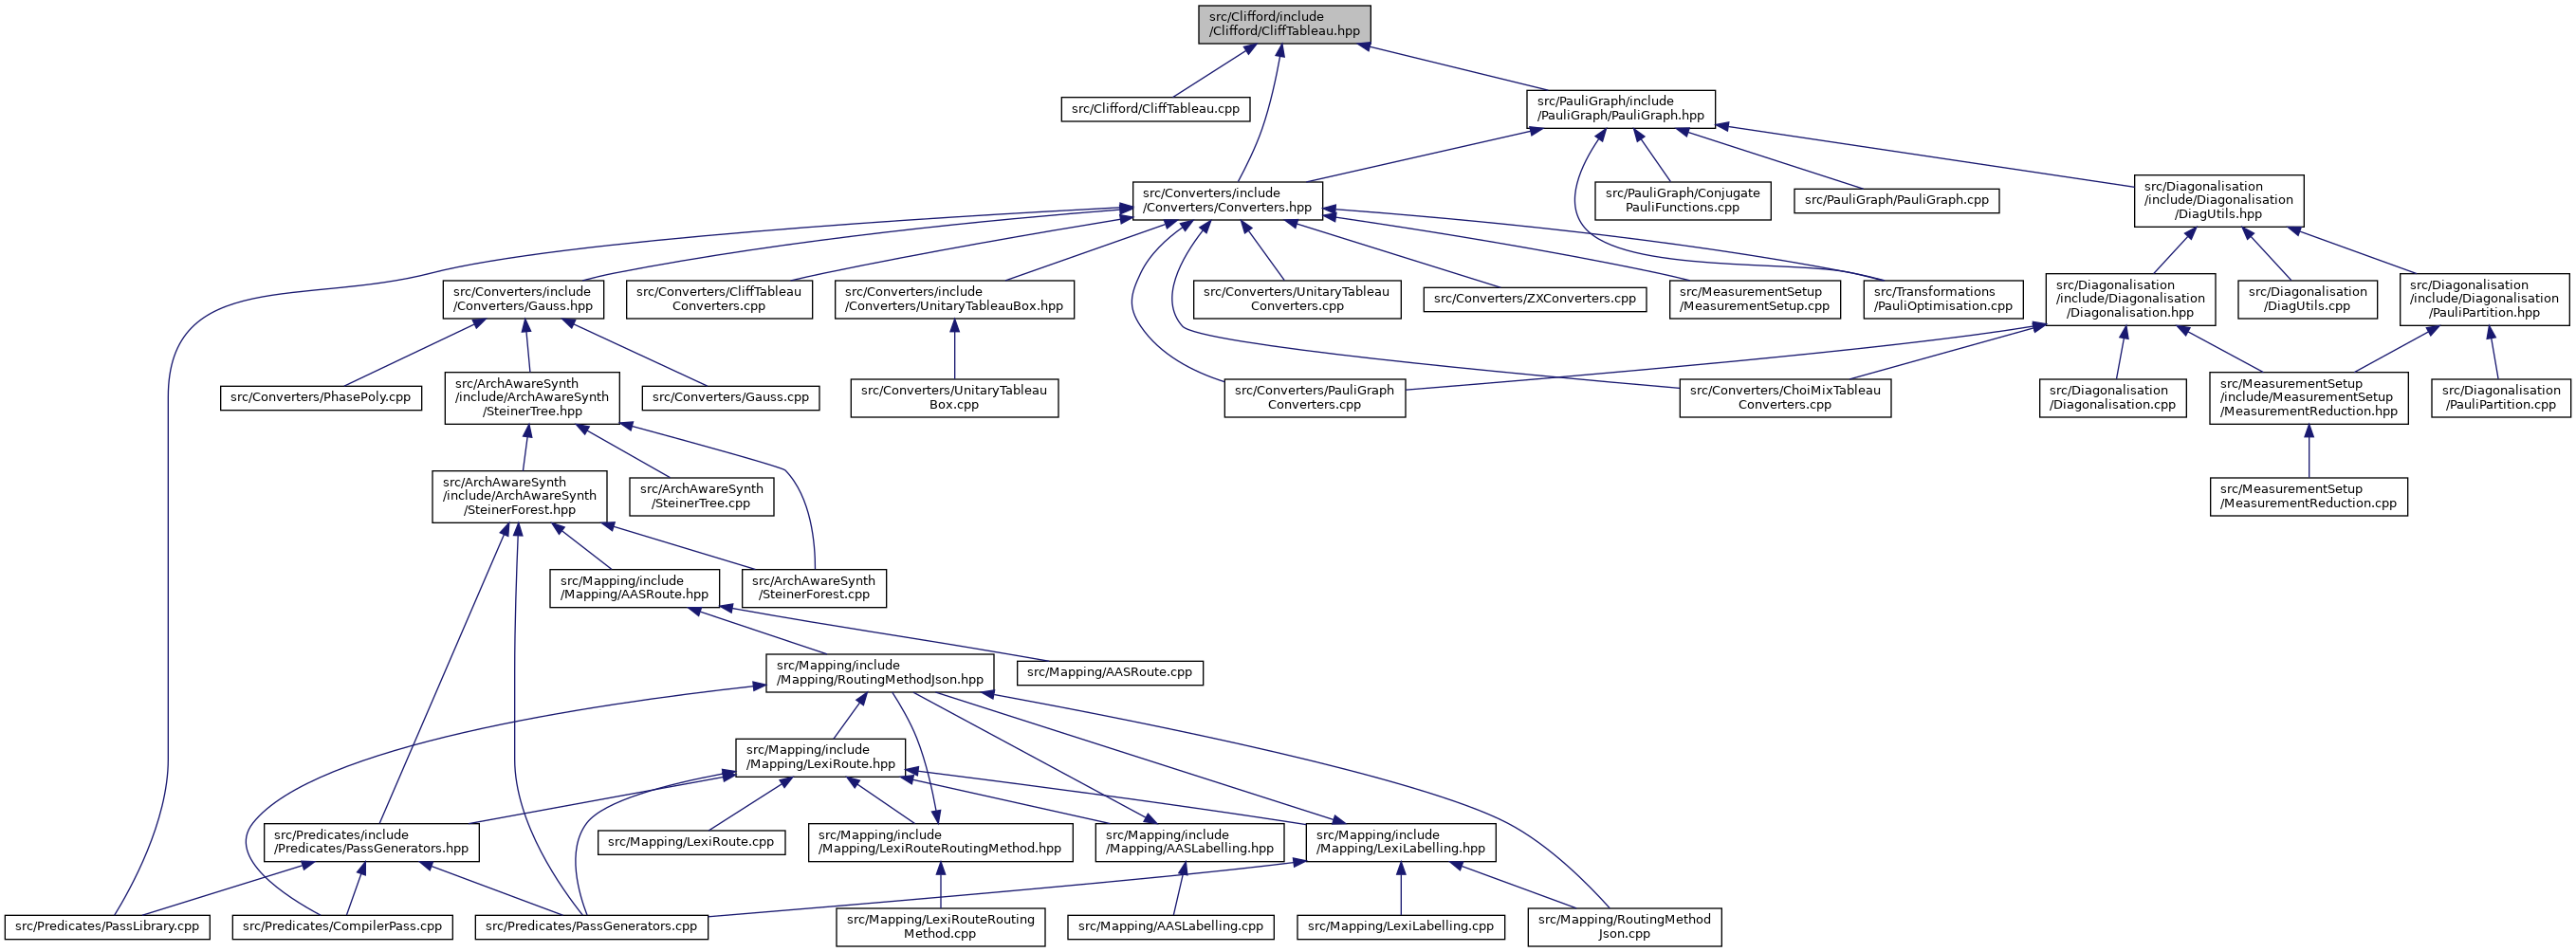 src/Clifford/include
/Clifford/CliffTableau.hpp
src/Clifford/CliffTableau.cpp
src/PauliGraph/include
/PauliGraph/PauliGraph.hpp
src/Converters/include
/Converters/Converters.hpp
src/PauliGraph/Conjugate
PauliFunctions.cpp
src/PauliGraph/PauliGraph.cpp
src/Diagonalisation
/include/Diagonalisation
/DiagUtils.hpp
src/Converters/include
/Converters/Gauss.hpp
src/Converters/CliffTableau
Converters.cpp
src/Converters/include
/Converters/UnitaryTableauBox.hpp
src/Converters/UnitaryTableau
Converters.cpp
src/Converters/ZXConverters.cpp
src/MeasurementSetup
/MeasurementSetup.cpp
src/Transformations
/PauliOptimisation.cpp
src/Diagonalisation
/include/Diagonalisation
/Diagonalisation.hpp
src/Diagonalisation
/DiagUtils.cpp
src/Diagonalisation
/include/Diagonalisation
/PauliPartition.hpp
src/Converters/PhasePoly.cpp
src/ArchAwareSynth
/include/ArchAwareSynth
/SteinerTree.hpp
src/Converters/Gauss.cpp
src/Converters/UnitaryTableau
Box.cpp
src/Converters/PauliGraph
Converters.cpp
src/Converters/ChoiMixTableau
Converters.cpp
src/Diagonalisation
/Diagonalisation.cpp
src/MeasurementSetup
/include/MeasurementSetup
/MeasurementReduction.hpp
src/Diagonalisation
/PauliPartition.cpp
src/ArchAwareSynth
/include/ArchAwareSynth
/SteinerForest.hpp
src/ArchAwareSynth
/SteinerTree.cpp
src/MeasurementSetup
/MeasurementReduction.cpp
src/Mapping/include
/Mapping/AASRoute.hpp
src/ArchAwareSynth
/SteinerForest.cpp
src/Mapping/include
/Mapping/RoutingMethodJson.hpp
src/Mapping/AASRoute.cpp
src/Mapping/include
/Mapping/LexiRoute.hpp
src/Predicates/include
/Predicates/PassGenerators.hpp
src/Mapping/LexiRoute.cpp
src/Mapping/include
/Mapping/LexiRouteRoutingMethod.hpp
src/Mapping/include
/Mapping/AASLabelling.hpp
src/Mapping/include
/Mapping/LexiLabelling.hpp
src/Predicates/PassLibrary.cpp
src/Predicates/CompilerPass.cpp
src/Predicates/PassGenerators.cpp
src/Mapping/LexiRouteRouting
Method.cpp
src/Mapping/AASLabelling.cpp
src/Mapping/LexiLabelling.cpp
src/Mapping/RoutingMethod
Json.cpp